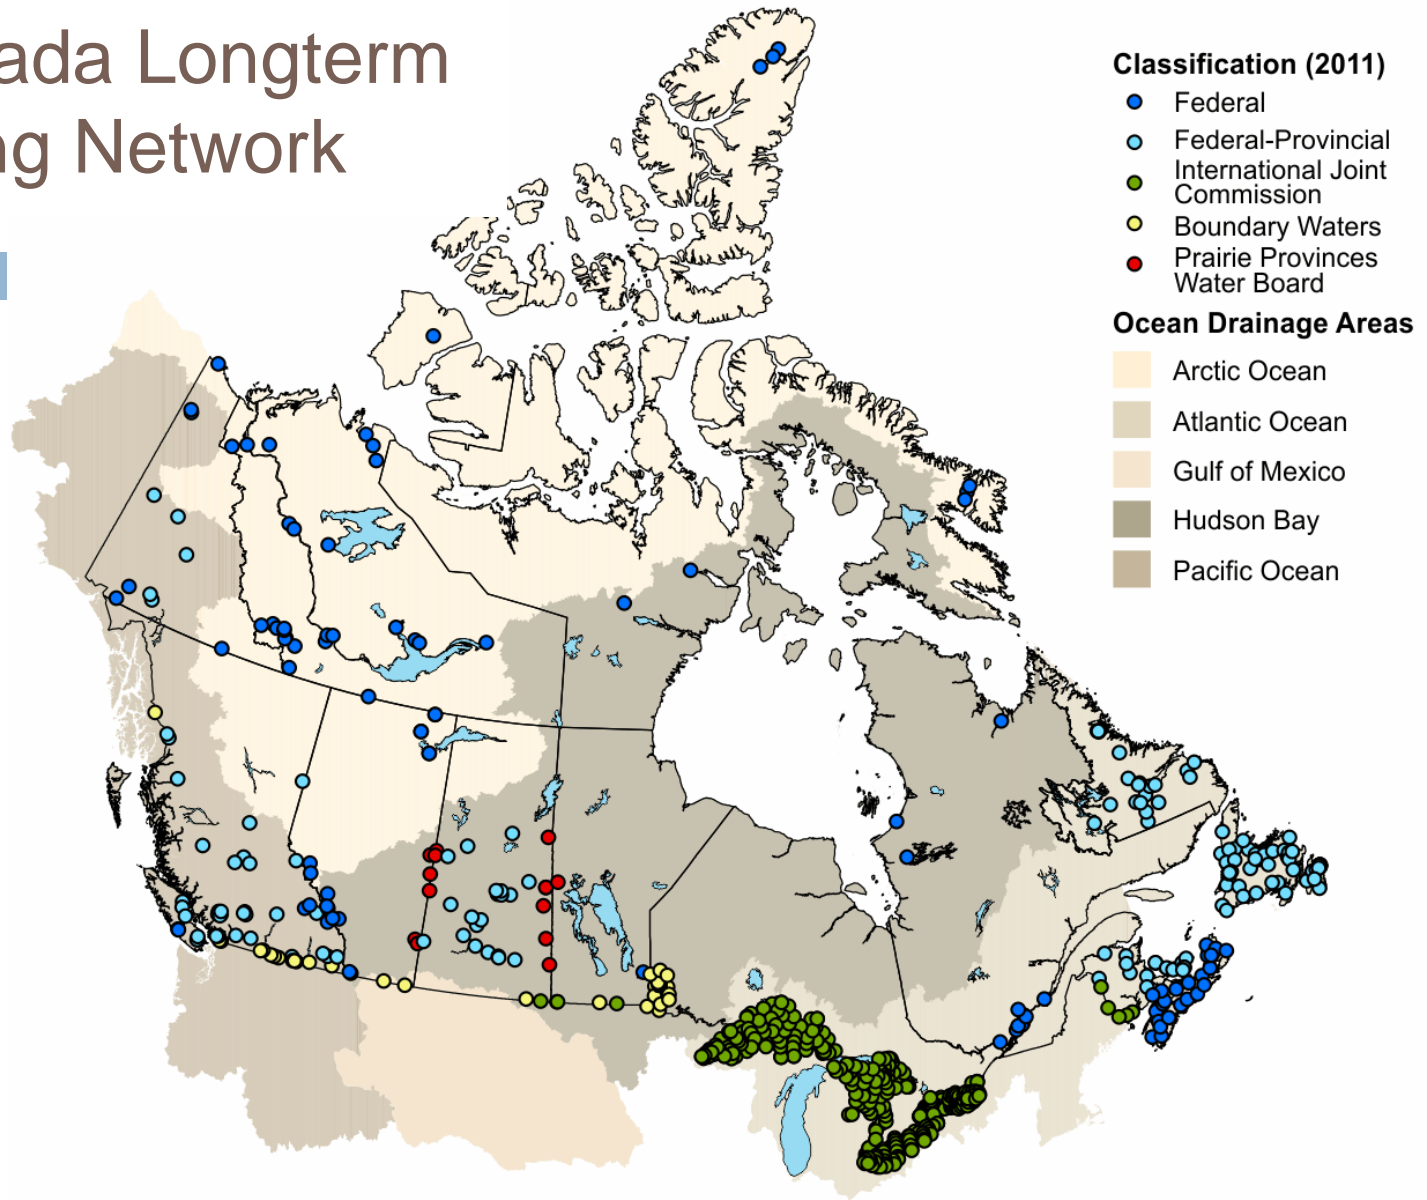 ada Longterm
ng Network
Classification (2011)
Federal
Federal-Provincial
International Joint
Commission
Boundary Waters
Prairie Provinces
Water Board
Ocean Drainage Areas
Arctic Ocean
Atlantic Ocean
Gulf of Mexico
Hudson Bay
Pacific Ocean